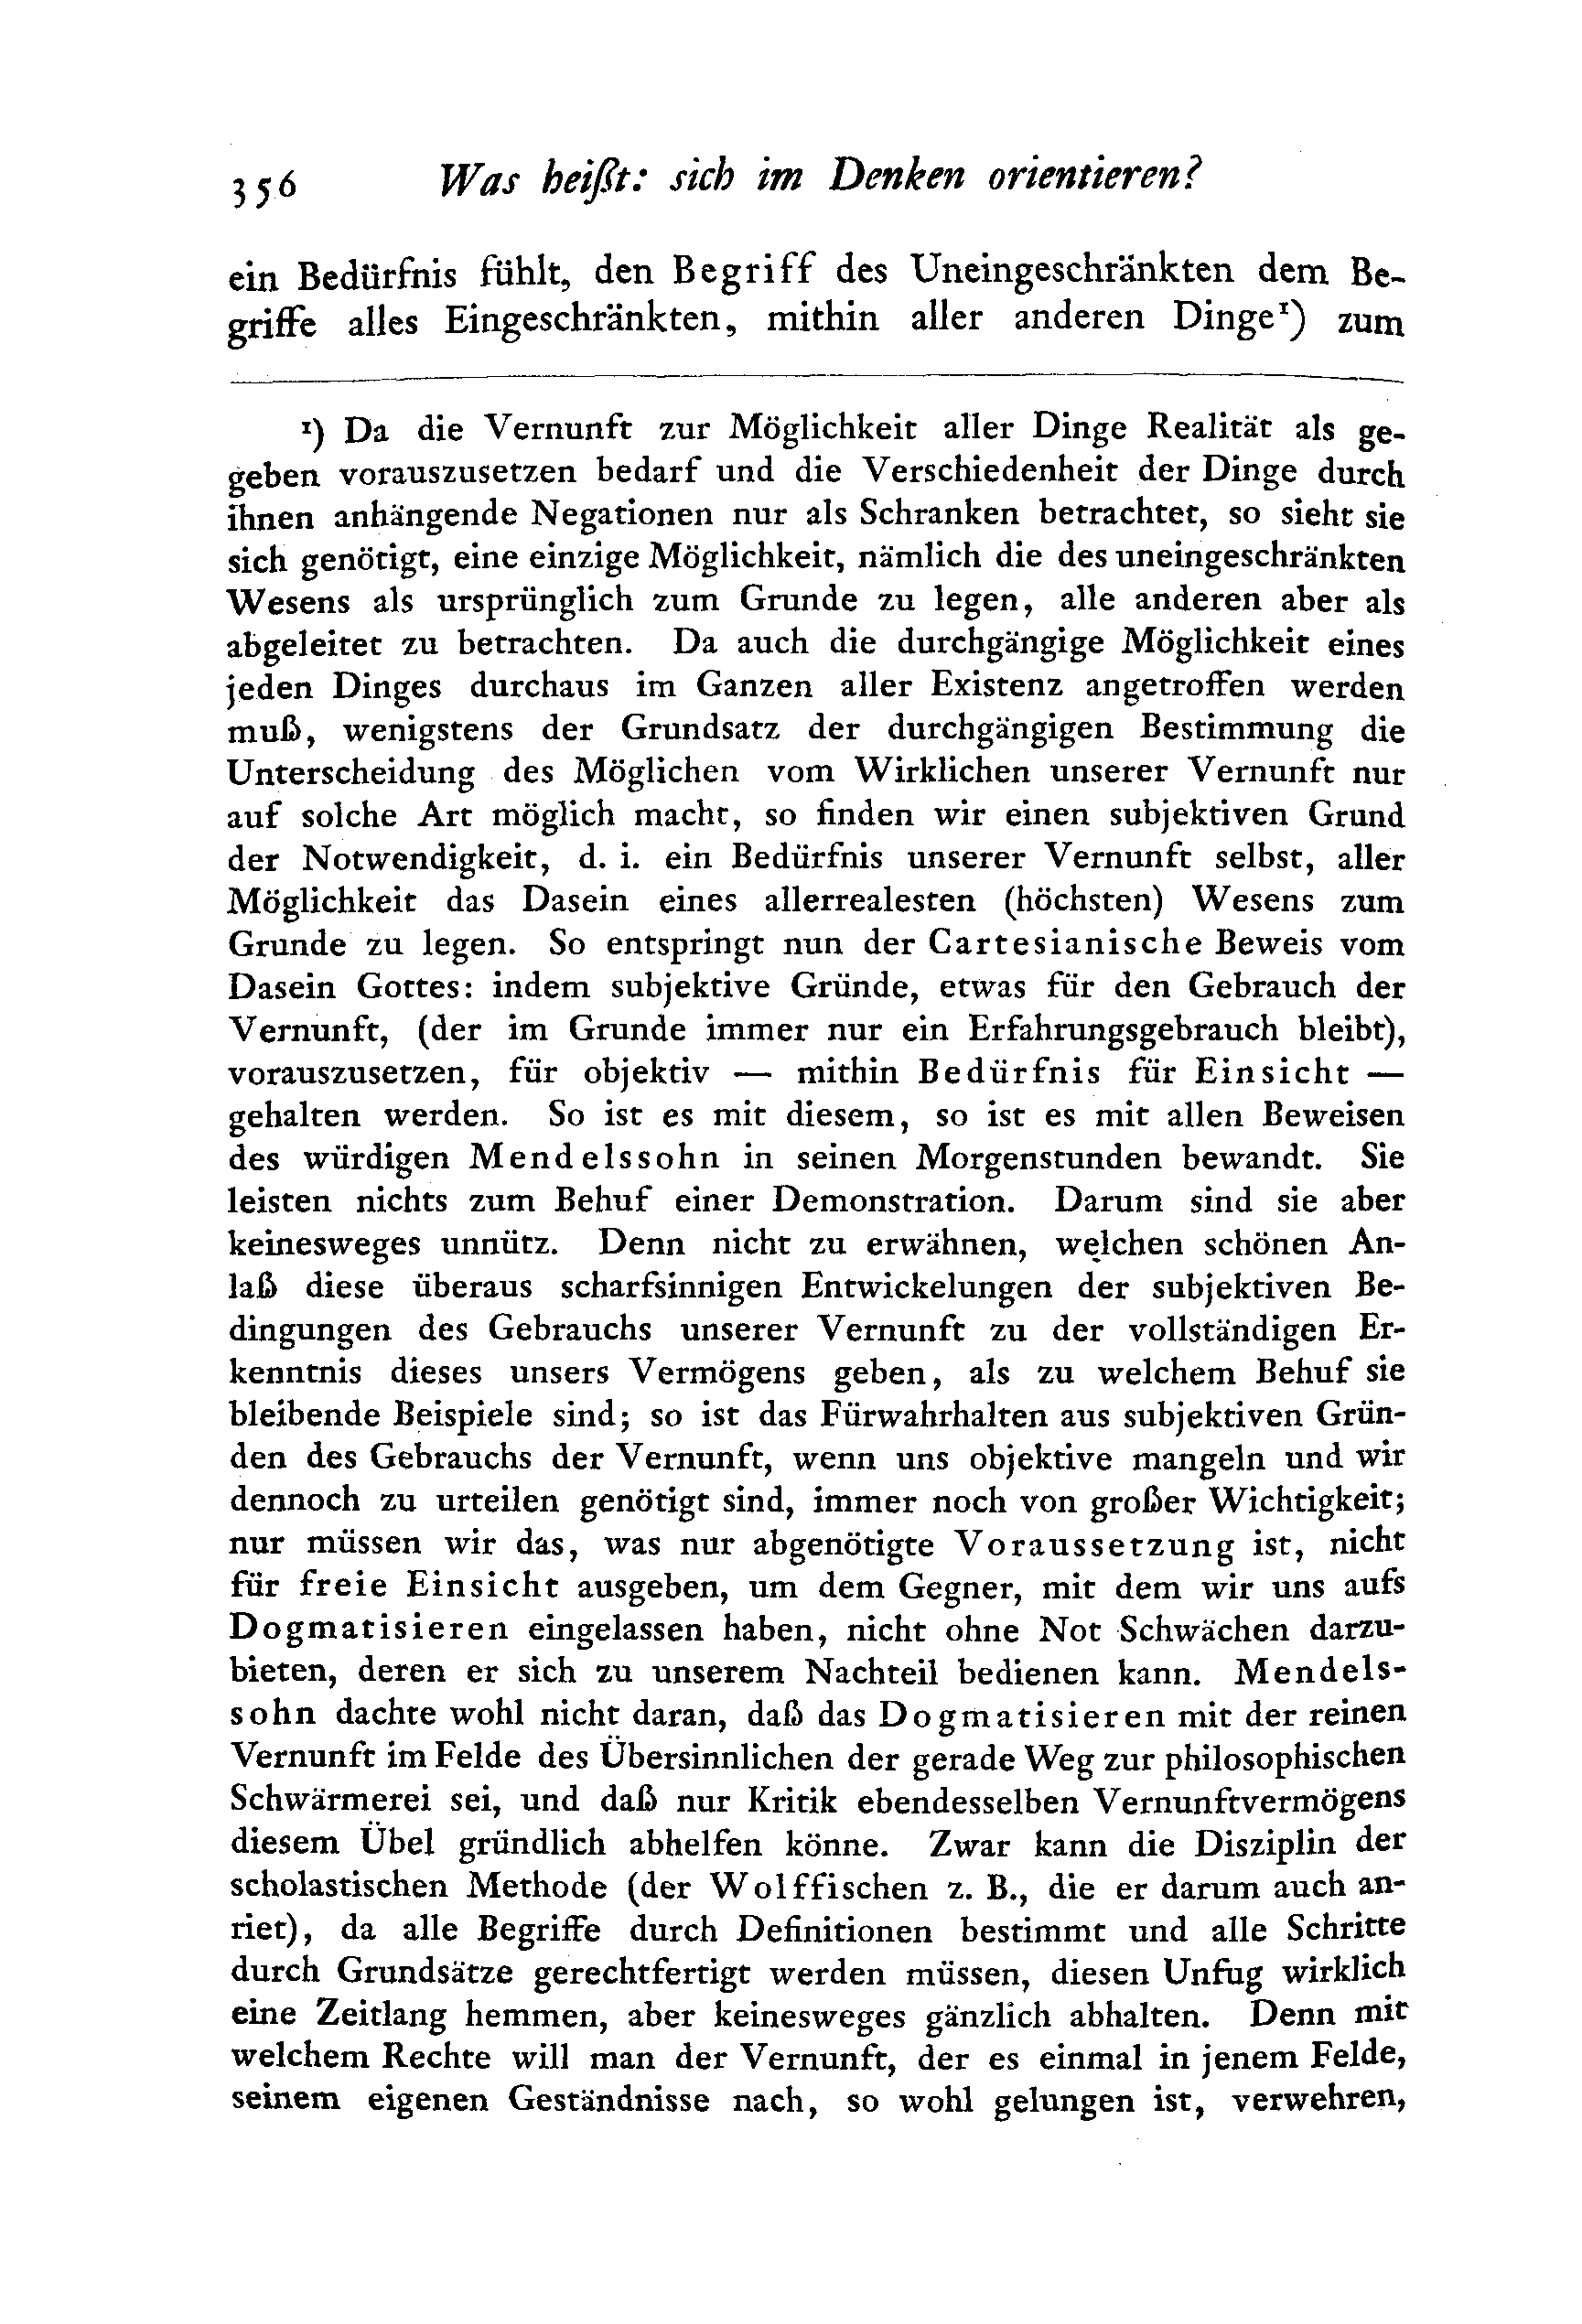 356 Was heißt: sich im Denken orientieren?
ein Bedürfnis fühlt, den Begriff des Uneingeschränkten dem Be-
griffe alles Eingeschränkten, mithin aller anderen Dinge¹) zum
¹) Da die Vernunft zur Möglichkeit aller Dinge Realität als ge-
geben vorauszusetzen bedarf und die Verschiedenheit der Dinge durch
ihnen anhängende Negationen nur als Schranken betrachtet, so sieht sie
sich genötigt, eine einzige Möglichkeit, nämlich die des uneingeschränkten
Wesens als ursprünglich zum Grunde zu legen, alle anderen aber als
abgeleitet zu betrachten. Da auch die durchgängige Möglichkeit eines
jeden Dinges durchaus im Ganzen aller Existenz angetroffen werden
muß, wenigstens der Grundsatz der durchgängigen Bestimmung die
Unterscheidung des Möglichen vom Wirklichen unserer Vernunft nur
auf solche Art möglich macht, so finden wir einen subjektiven Grund
der Notwendigkeit, d. i. ein Bedürfnis unserer Vernunft selbst, aller
Möglichkeit das Dasein eines allerrealesten (höchsten) Wesens zum
Grunde zu legen. So entspringt nun der Cartesianische Beweis vom
Dasein Gottes: indem subjektive Gründe, etwas für den Gebrauch der
Vernunft, (der im Grunde immer nur ein Erfahrungsgebrauch bleibt),
vorauszusetzen, für objektiv — mithin Bedürfnis für Einsicht —
gehalten werden. So ist es mit diesem, so ist es mit allen Beweisen
des würdigen Mendelssohn in seinen Morgenstunden bewandt. Sie
leisten nichts zum Behuf einer Demonstration. Darum sind sie aber
keinesweges unnütz. Denn nicht zu erwähnen, welchen schönen An-
laß diese überaus scharfsinnigen Entwickelungen der subjektiven Be-
dingungen des Gebrauchs unserer Vernunft zu der vollständigen Er-
kenntnis dieses unsers Vermögens geben, als zu welchem Behuf sie
bleibende Beispiele sind; so ist das Fürwahrhalten aus subjektiven Grün-
den des Gebrauchs der Vernunft, wenn uns objektive mangeln und wir
dennoch zu urteilen genötigt sind, immer noch von großer Wichtigkeit;
nur müssen wir das, was nur abgenötigte Voraussetzung ist, nicht
für freie Einsicht ausgeben, um dem Gegner, mit dem wir uns aufs
Dogmatisieren eingelassen haben, nicht ohne Not Schwächen darzu-
bieten, deren er sich zu unserem Nachteil bedienen kann. Mendels-
sohn dachte wohl nicht daran, daß das Dogmatisieren mit der reinen
Vernunft im Felde des Übersinnlichen der gerade Weg zur philosophischen
Schwärmerei sei, und daß nur Kritik ebendesselben Vernunftvermögens
diesem Übel gründlich abhelfen könne. Zwar kann die Disziplin der
scholastischen Methode (der Wolffischen z. B., die er darum auch an-
riet), da alle Begriffe durch Definitionen bestimmt und alle Schritte
durch Grundsätze gerechtfertigt werden müssen, diesen Unfug wirklich
eine Zeitlang hemmen, aber keinesweges gänzlich abhalten. Denn mit
welchem Rechte will man der Vernunft, der es einmal in jenem Felde,
seinem eigenen Geständnisse nach, so wohl gelungen ist, verwehren,